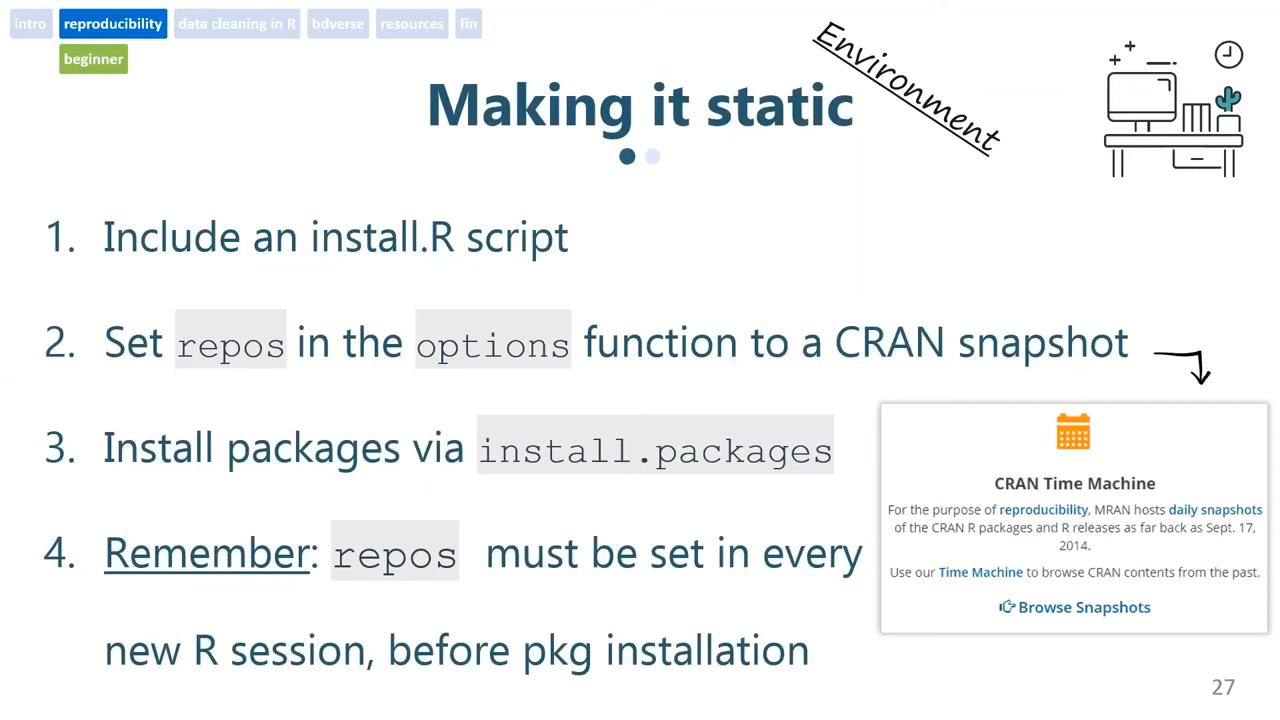 intro reproducibility data cleaning in R bdverse resources fin
beginner
Environment
Making it static
1. Include an install.R script
2. Set repos in the options function to a CRAN snapshot
3. Install packages via install.packages
4. Remember: repos must be set in every
new R session, before pkg installation
CRAN Time Machine
For the purpose of reproducibility, MRAN hosts daily snapshots
of the CRAN R packages and R releases as far back as Sept. 17,
2014.
Use our Time Machine to browse CRAN contents from the past.
Browse Snapshots
27